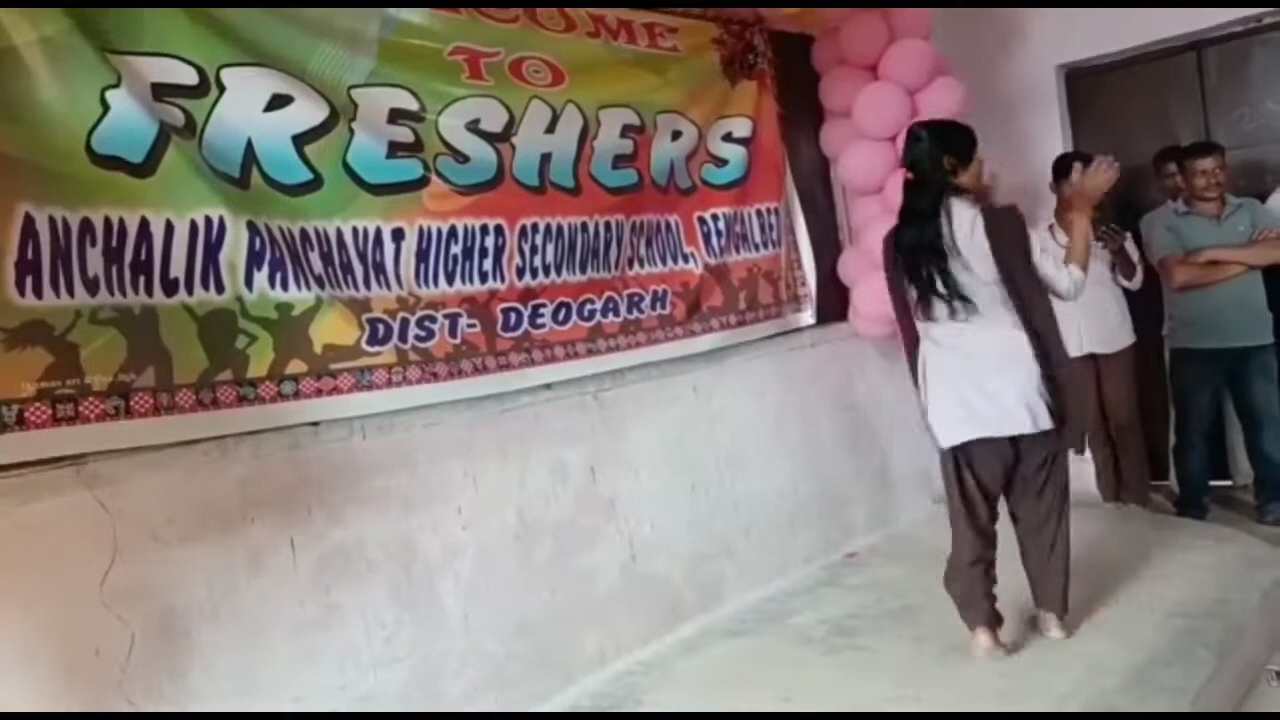 TO
FRESHERS
ANCHALIK PANCHAYAT HIGHER SECONDARY SCHOOL,
DIST- DEOGARH